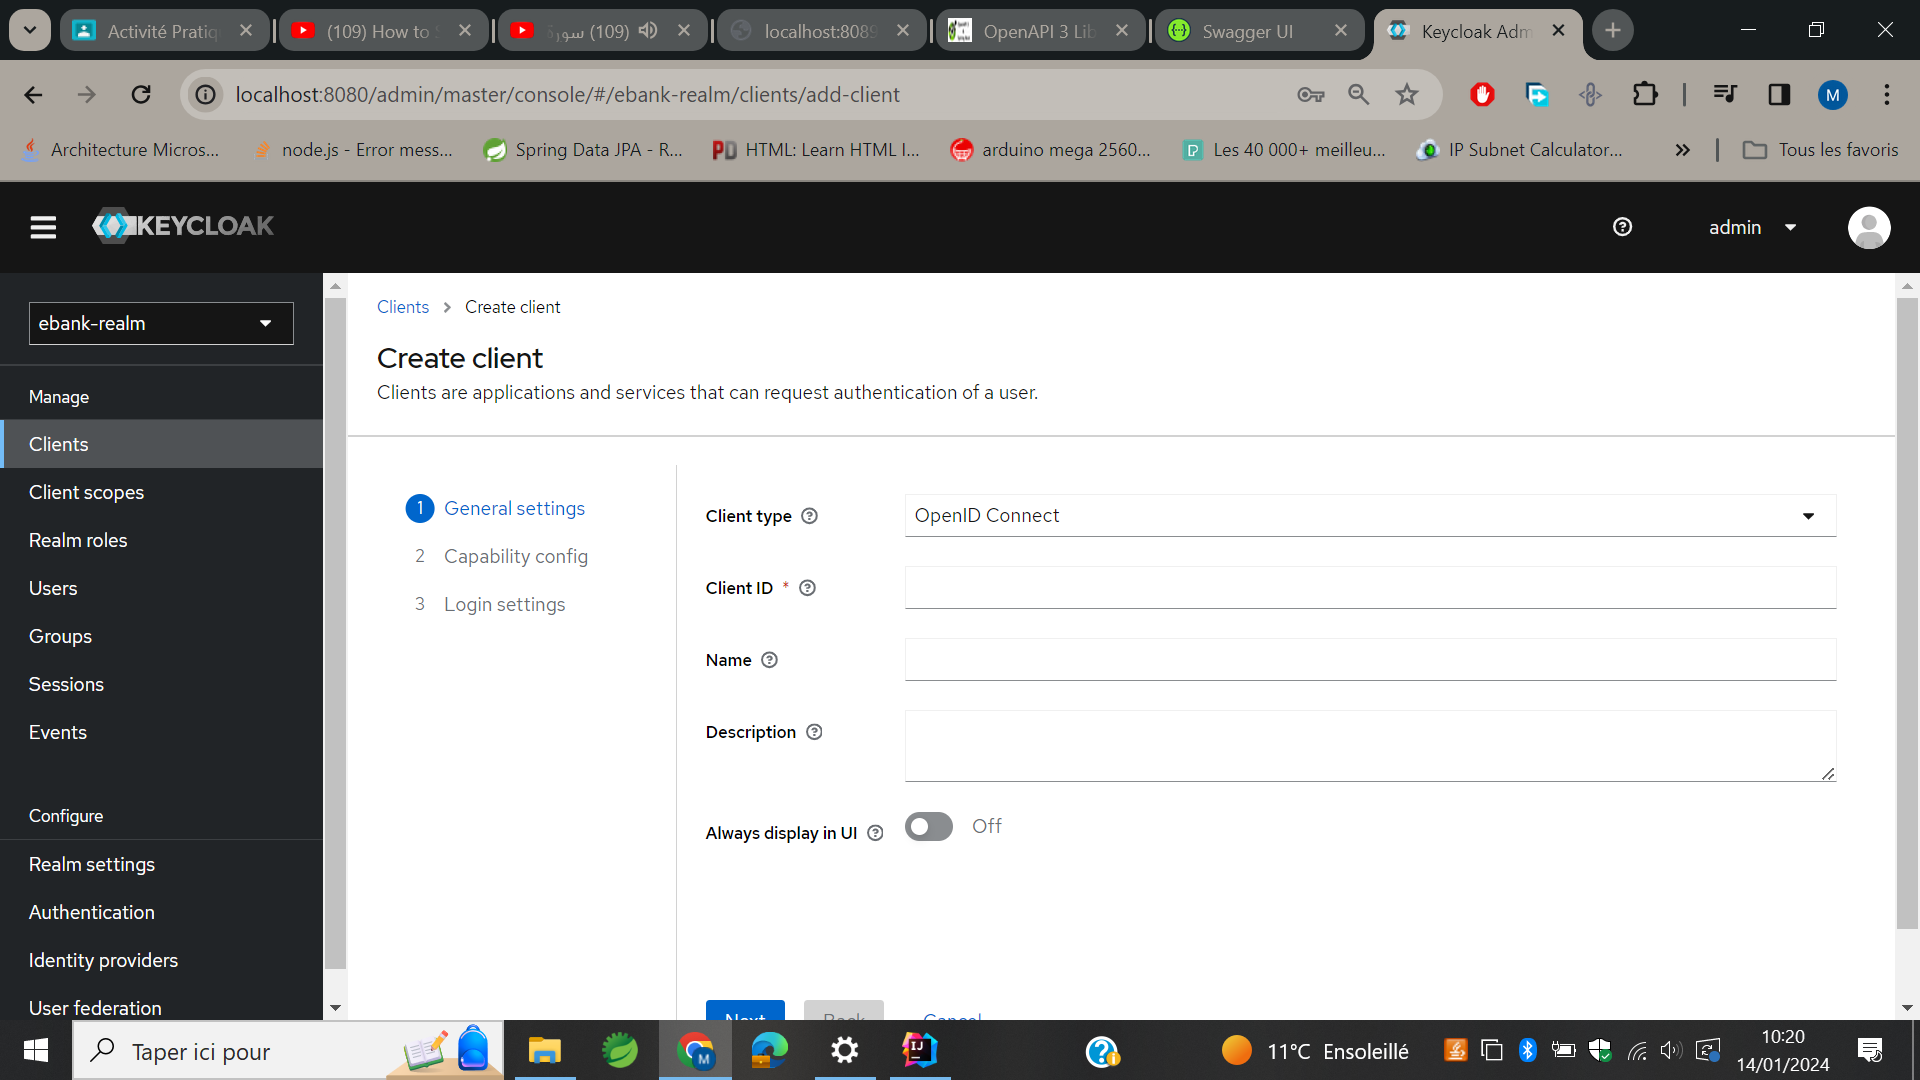 Activité Pratiq
(109) How to S
(109) سورة
localhost:8089
OpenAPI 3 Lib
Swagger UI
Keycloak Adm
localhost:8080/admin/master/console/#/ebank-realm/clients/add-client
M
Architecture Micros...
node.js - Error mess...
Spring Data JPA - R...
HTML: Learn HTML I...
arduino mega 2560...
Les 40 000+ meilleu...
IP Subnet Calculator...
Tous les favoris
KEYCLOAK
admin
ebank-realm
Manage
Clients
Client scopes
Realm roles
Users
Groups
Sessions
Events
Configure
Realm settings
Authentication
Identity providers
User federation
Clients > Create client
Create client
Clients are applications and services that can request authentication of a user.
1 General settings
2 Capability config
3 Login settings
Client type
OpenID Connect
Client ID *
Name
Description
Always display in UI
Off
Next
Back
Cancel
Taper ici pour
11°C Ensoleillé
10:20
14/01/2024